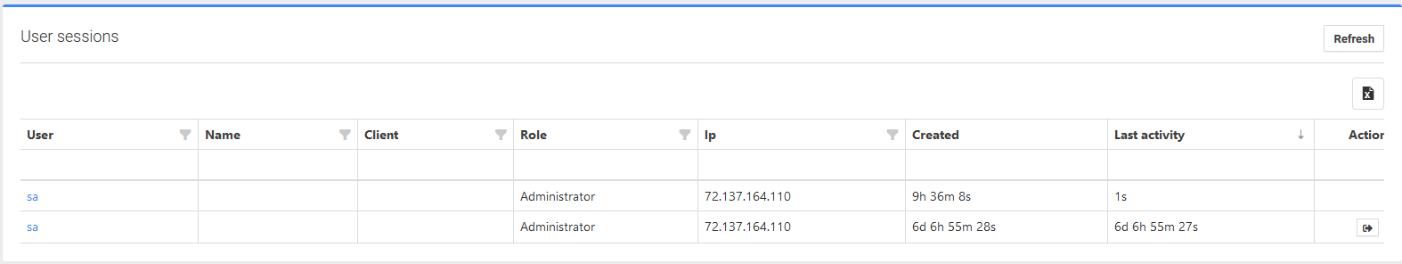 User sessions
Refresh
User Name Client Role Ip Created Last activity Action
sa Administrator 72.137.164.110 9h 36m 8s 1s
sa Administrator 72.137.164.110 6d 6h 55m 28s 6d 6h 55m 27s